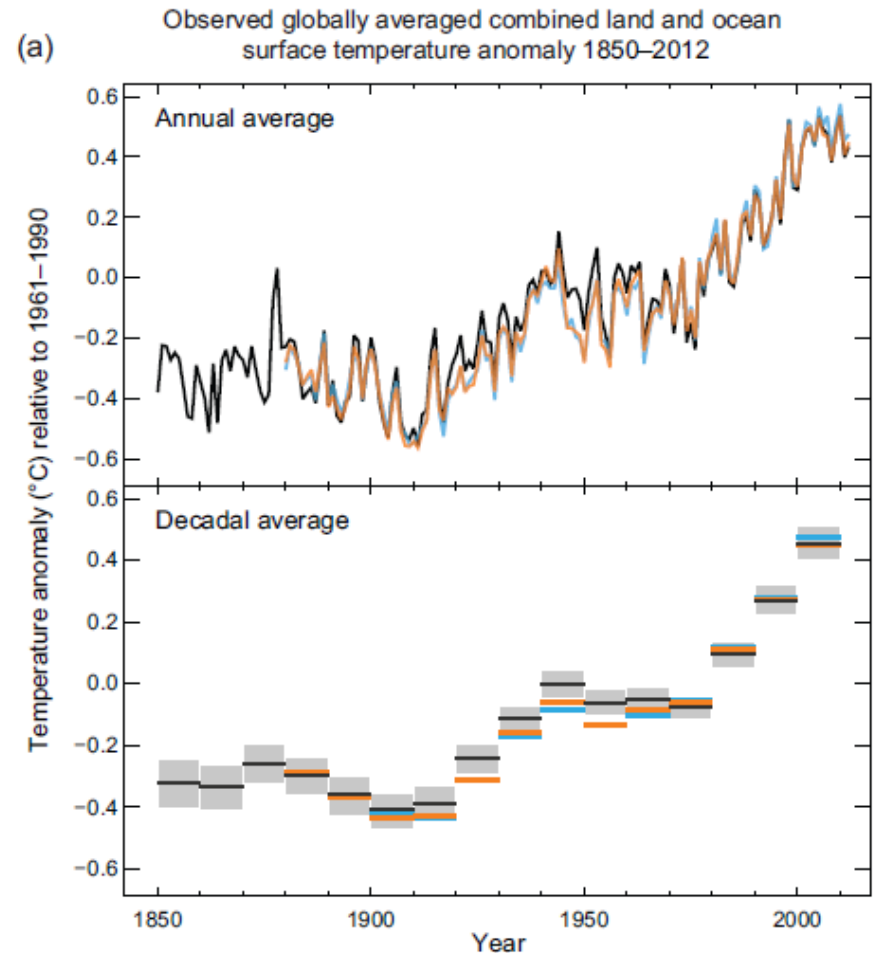 (a)
Observed globally averaged combined land and ocean
surface temperature anomaly 1850–2012
Temperature anomaly (°C) relative to 1961–1990
Annual average
0.6
0.4
0.2
0.0
−0.2
−0.4
−0.6
Decadal average
0.6
0.4
0.2
0.0
−0.2
−0.4
−0.6
1850 1900 1950 2000
Year